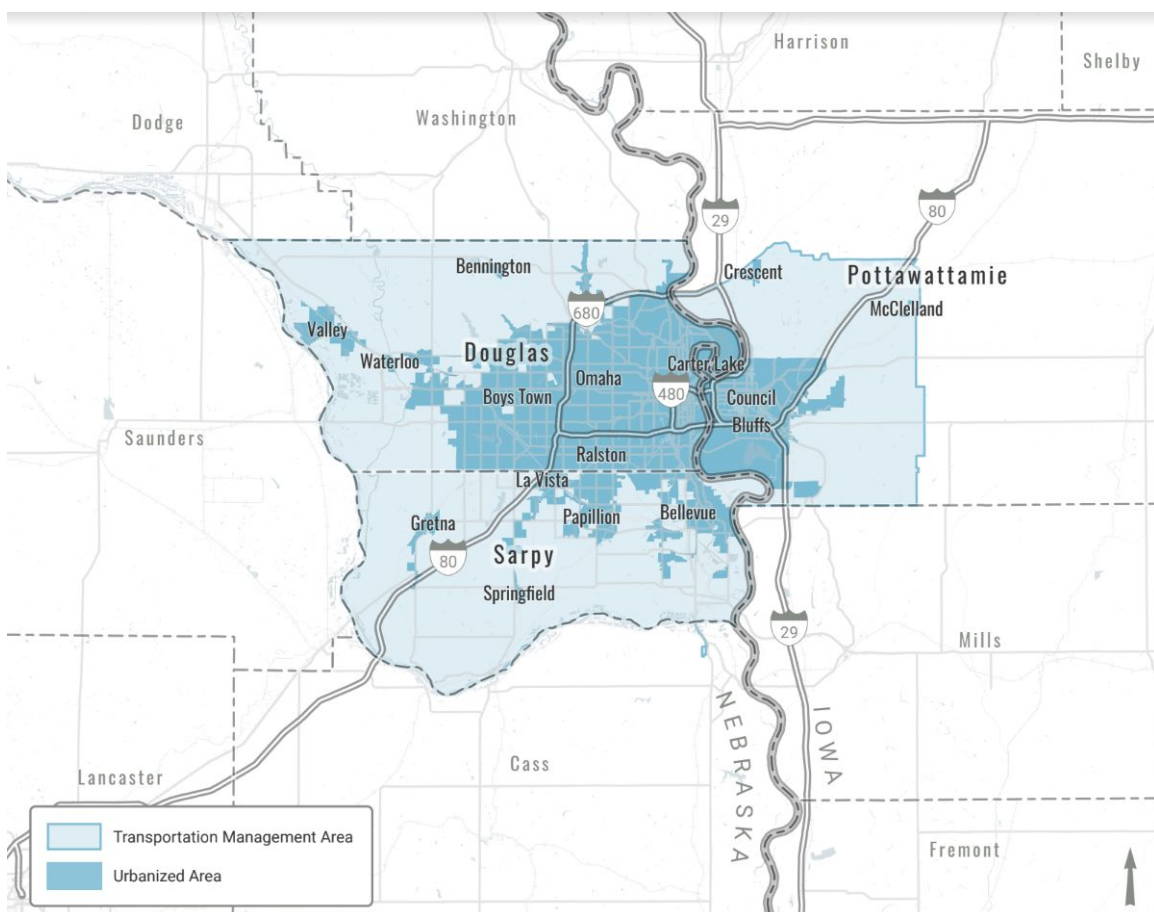 Harrison
Shelby
Dodge
Washington
29
80
Bennington
Crescent
Pottawattamie
McClelland
680
Valley
Waterloo
Douglas
Carter Lake
Omaha
480
Boys Town
Council
Bluffs
Saunders
Ralston
La Vista
Gretna
Papillion
Bellevue
80
Sarpy
Springfield
29
Mills
NEBRASKA
IOWA
Cass
Lancaster
Transportation Management Area
Urbanized Area
Fremont